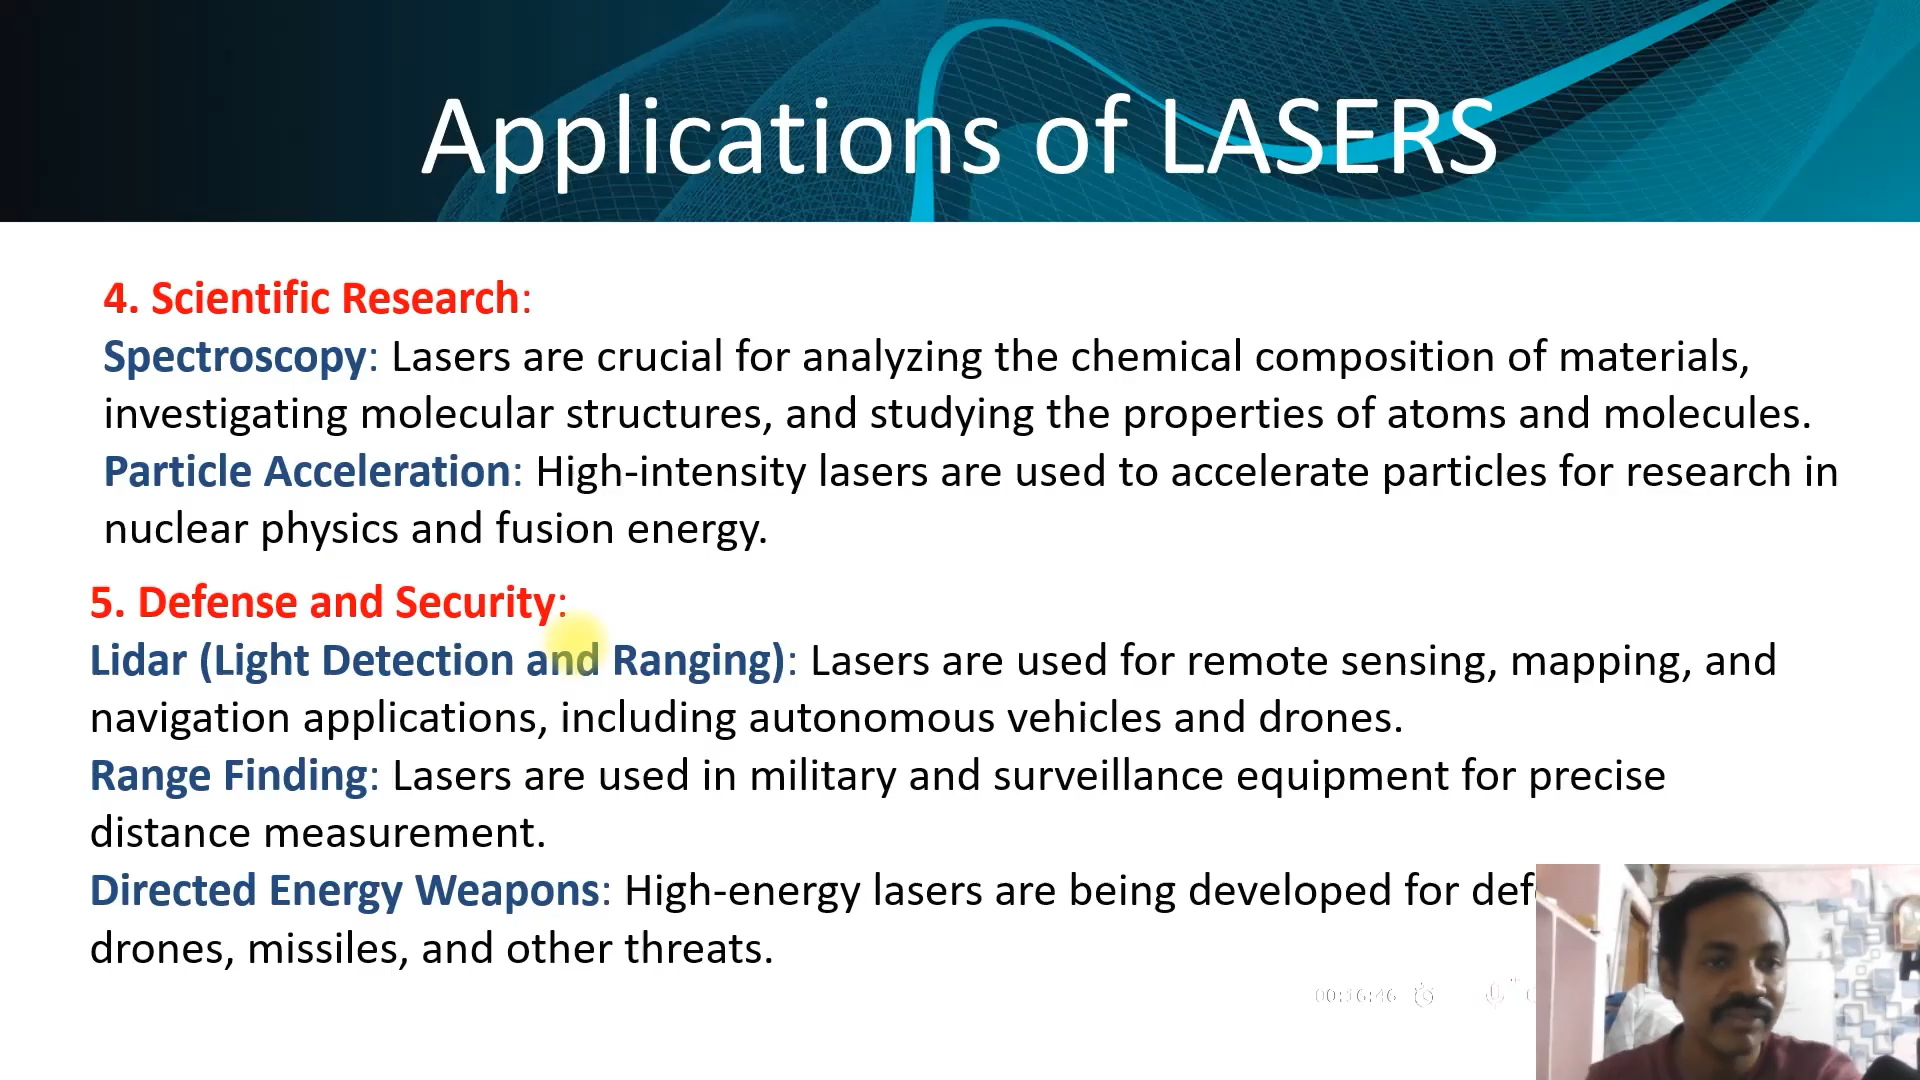 Applications of LASERS
4. Scientific Research:
Spectroscopy: Lasers are crucial for analyzing the chemical composition of materials,
investigating molecular structures, and studying the properties of atoms and molecules.
Particle Acceleration: High-intensity lasers are used to accelerate particles for research in
nuclear physics and fusion energy.
5. Defense and Security:
Lidar (Light Detection and Ranging): Lasers are used for remote sensing, mapping, and
navigation applications, including autonomous vehicles and drones.
Range Finding: Lasers are used in military and surveillance equipment for precise
distance measurement.
Directed Energy Weapons: High-energy lasers are being developed for
drones, missiles, and other threats.
00:16:46